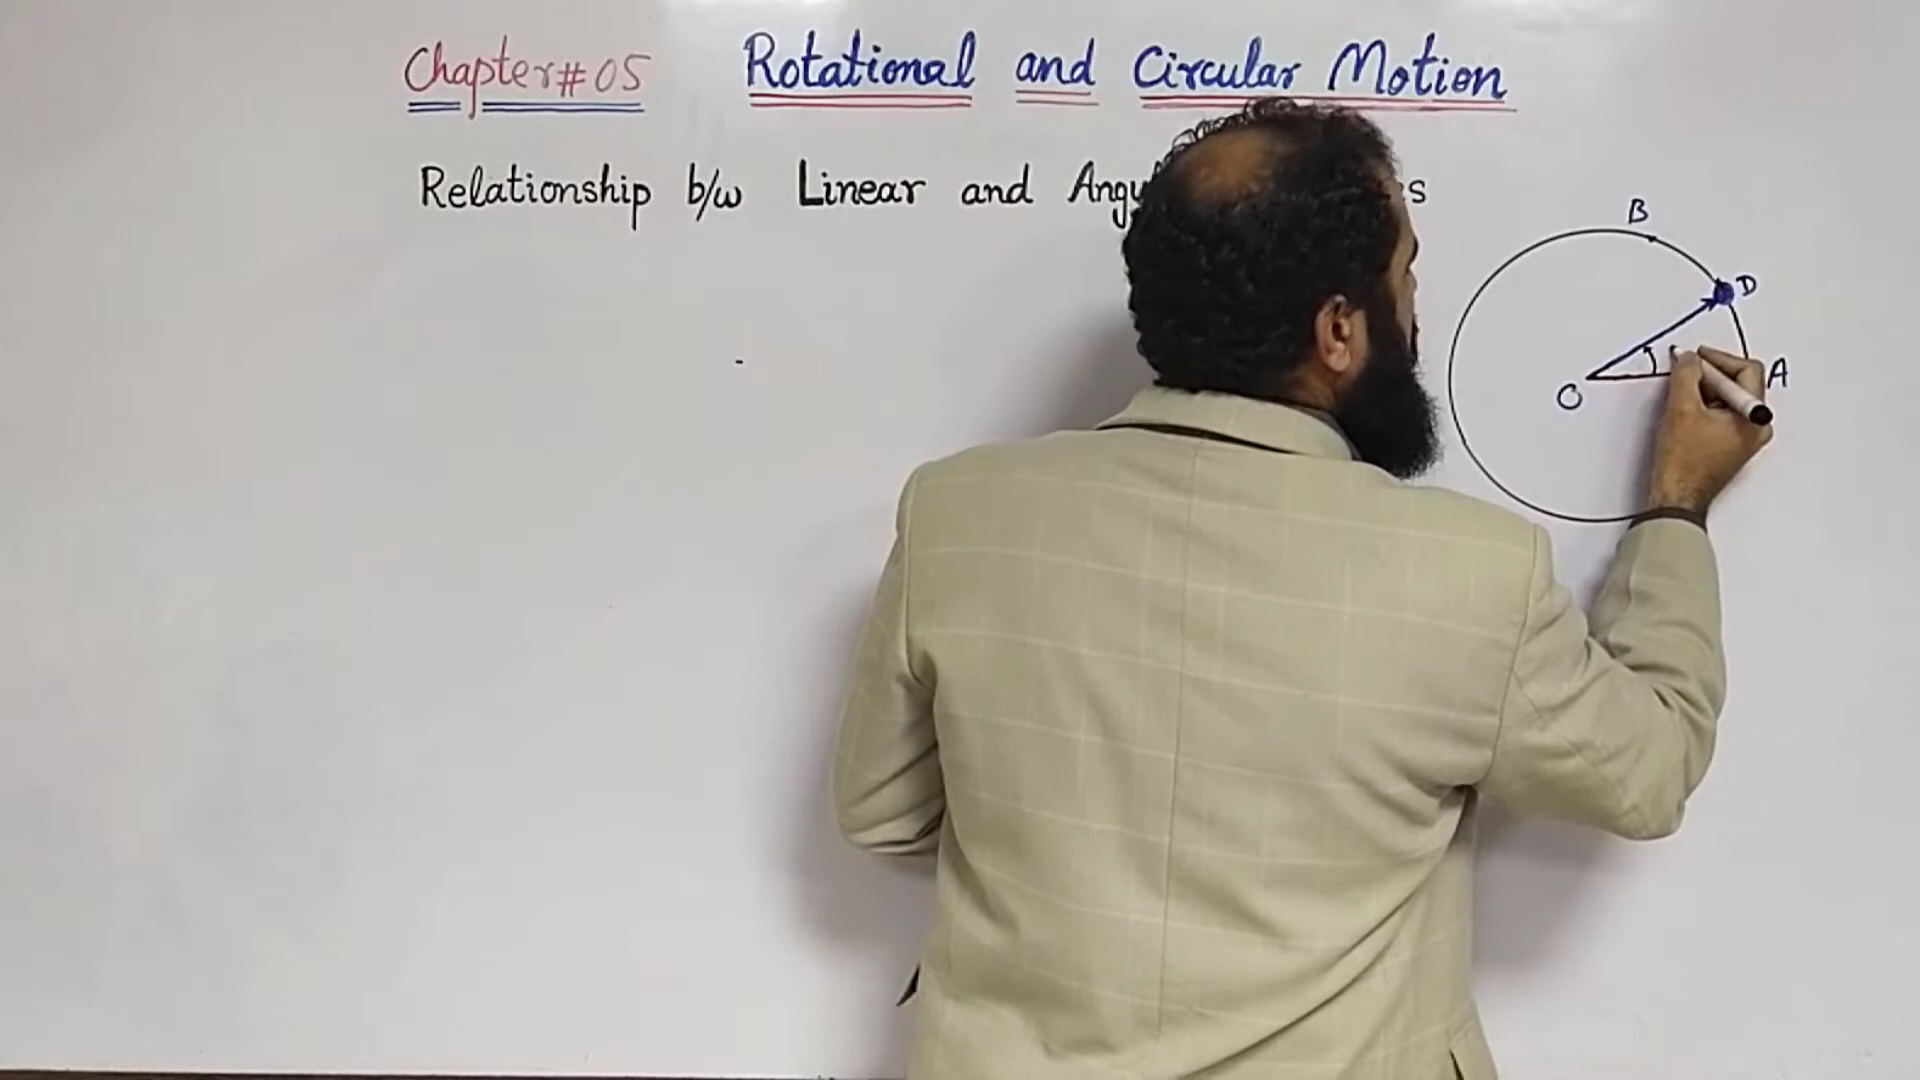 Chapter # 05 Rotational and Circular Motion
Relationship b/w Linear and
B
D
A
O